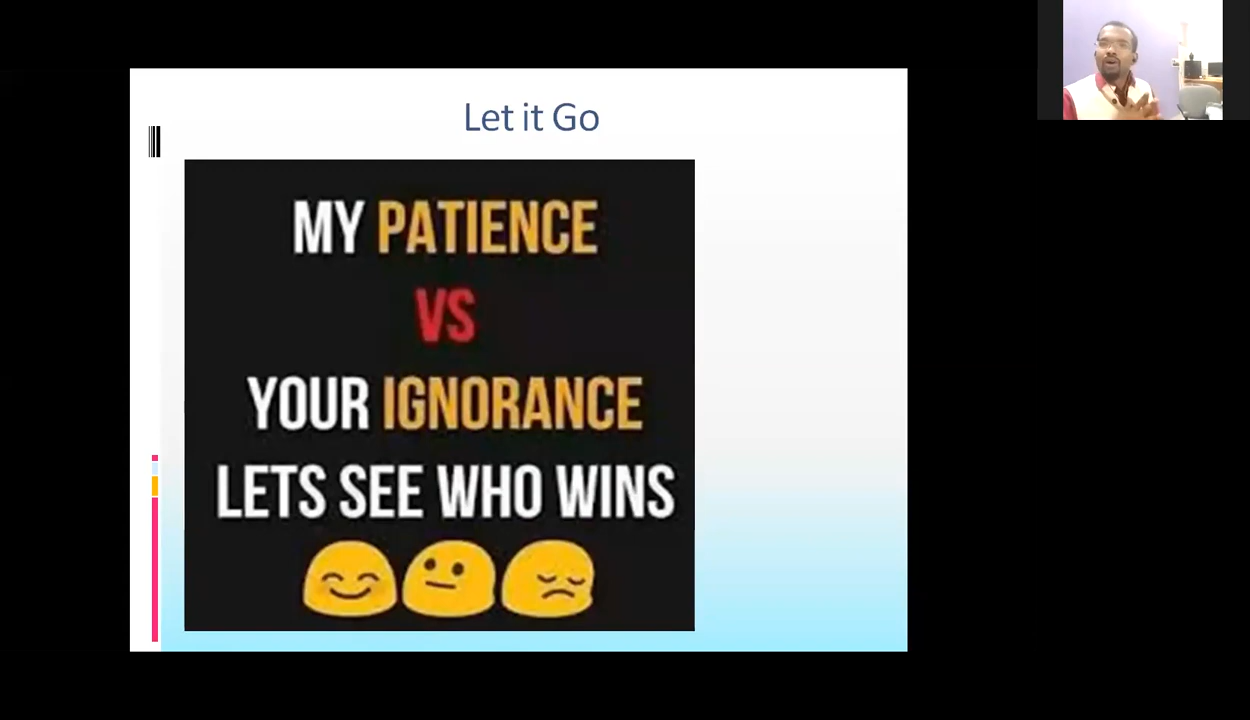 Let it Go
MY PATIENCE
VS
YOUR IGNORANCE
LETS SEE WHO WINS